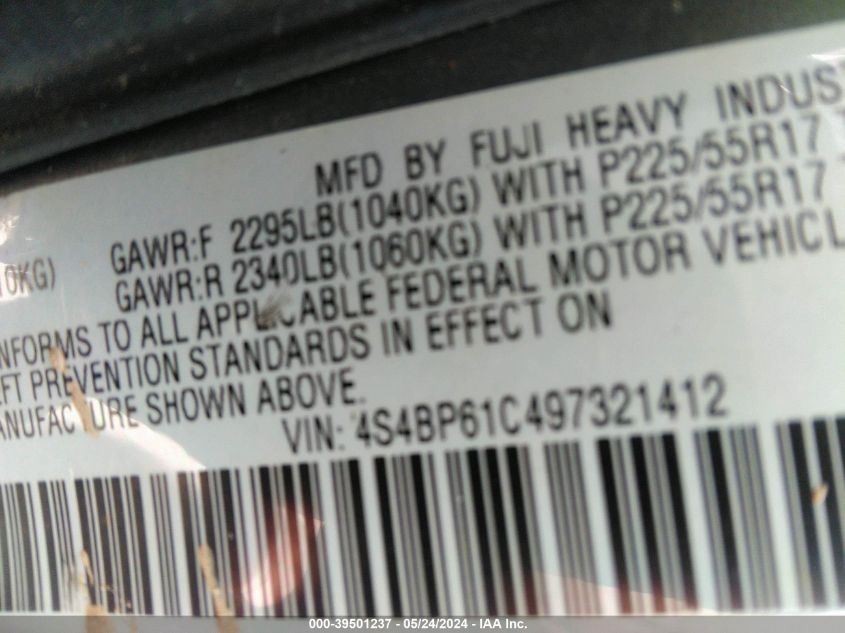 MFD BY FUJI HEAVY INDUS
GAWR:F 2295LB(1040KG) WITH P225/55R17
0KG) GAWR:R 2340LB(1060KG) WITH P225/55R17
NFORMS TO ALL APPLICABLE FEDERAL MOTOR VEHICL
EFT PREVENTION STANDARDS IN EFFECT ON
ANUFACTURE SHOWN ABOVE.
VIN: 4S4BP61C497321412
000-39501237 - 05/24/2024 - IAA Inc.